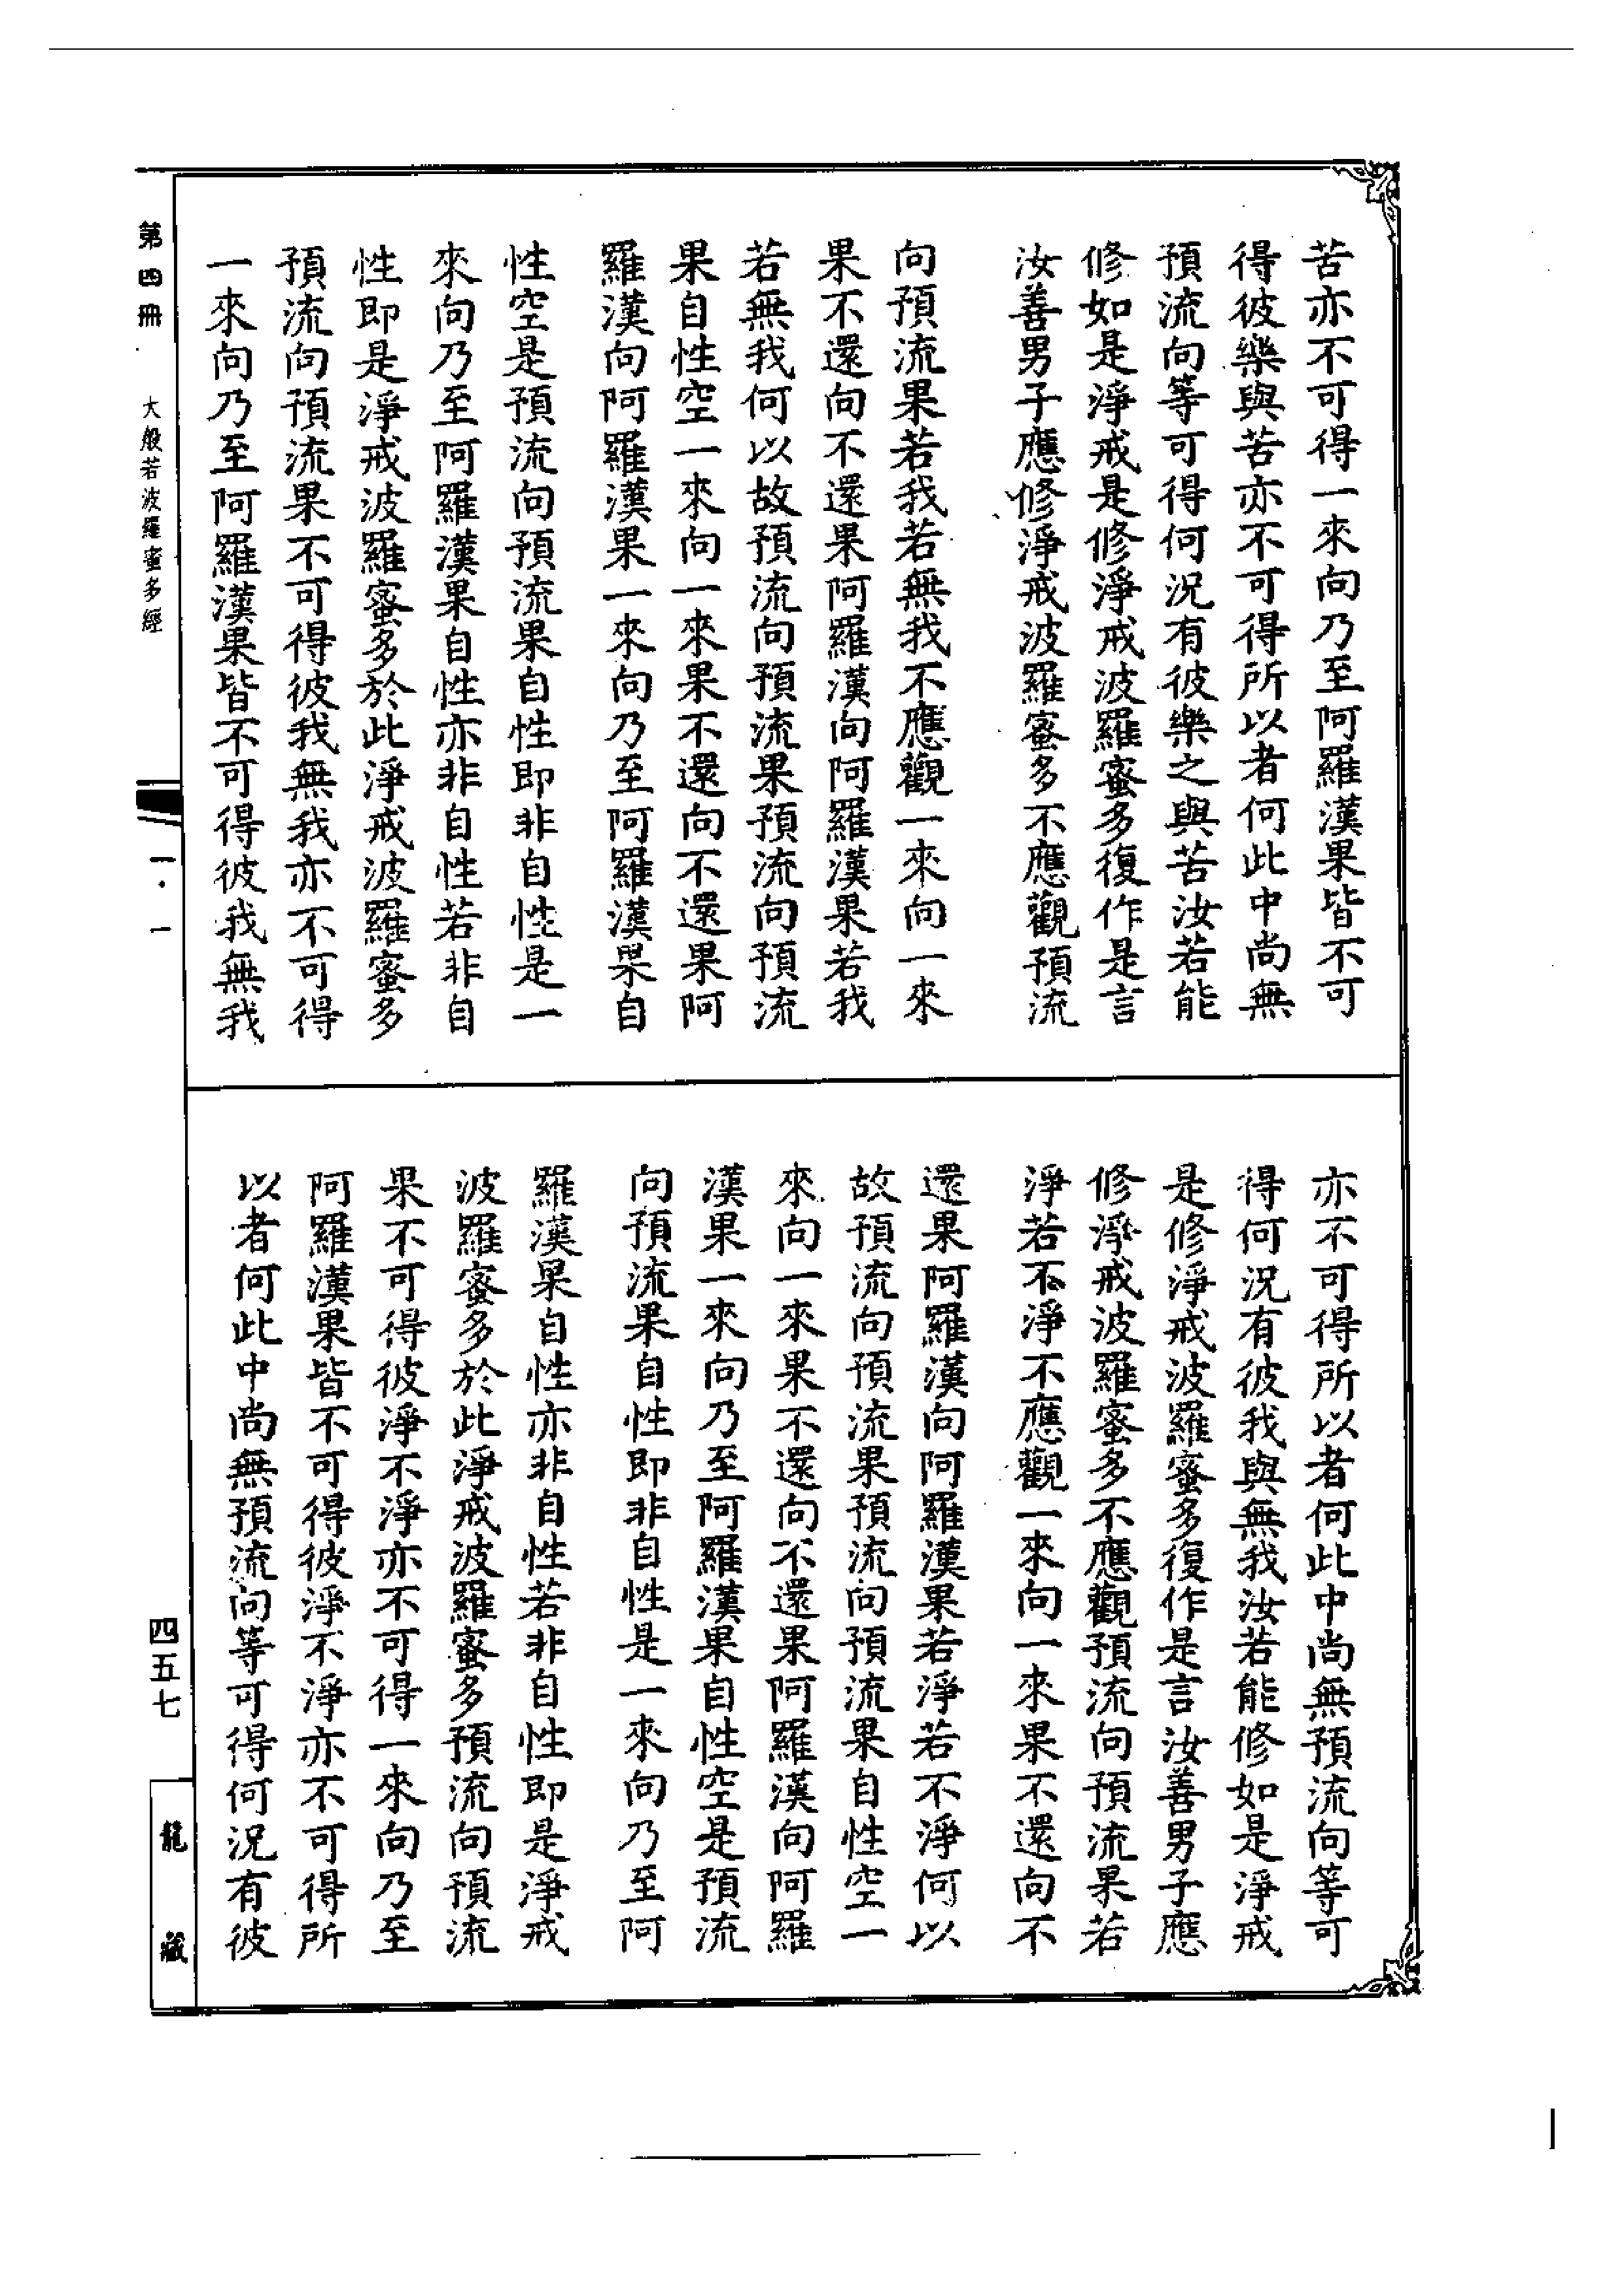 苦亦不可得一來向乃至阿羅漢果皆不可
得彼樂與苦亦不可得所以者何此中尚無
預流向等可得何況有彼樂之與苦汝若能
修如是淨戒是修淨戒波羅蜜多復作是言
汝善男子應修淨戒波羅蜜多不應觀預流
向預流果若我若無我不應觀一來向一來
果不還向不還果阿羅漢向阿羅漢果若我
若無我何以故預流向預流果預流向預流
果自性空一來向一來果不還向不還果阿
羅漢向阿羅漢果一來向乃至阿羅漢果自
性空是預流向預流果自性即非自性是一
來向乃至阿羅漢果自性亦非自性若非自
性即是淨戒波羅蜜多於此淨戒波羅蜜多
預流向預流果不可得彼我無我亦不可得
一來向乃至阿羅漢果皆不可得彼我無我
亦不可得所以者何此中尚無預流向等可
得何況有彼我與無我汝若能修如是淨戒
是修淨戒波羅蜜多復作是言汝善男子應
修淨戒波羅蜜多不應觀預流向預流果若
淨若不淨不應觀一來向一來果不還向不
還果阿羅漢向阿羅漢果若淨若不淨何以
故預流向預流果預流向預流果自性空一
來向一來果不還向不還果阿羅漢向阿羅
漢果一來向乃至阿羅漢果自性空是預流
向預流果自性即非自性是一來向乃至阿
羅漢果自性亦非自性若非自性即是淨戒
波羅蜜多於此淨戒波羅蜜多預流向預流
果不可得彼淨不淨亦不可得一來向乃至
阿羅漢果皆不可得彼淨不淨亦不可得所
以者何此中尚無預流向等可得何況有彼
第四冊
大般若波羅蜜多經
一·一
四五七
龍藏